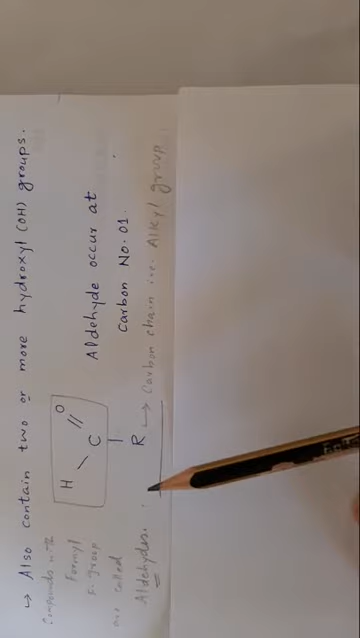 ↳ Also contain two or more hydroxyl (OH) groups.
Compounds with
Formyl
f. group
are called
Aldehydes.
H O
C
R → Carbon chain i.e. Alkyl group
Aldehyde occur at
Carbon No. 01.